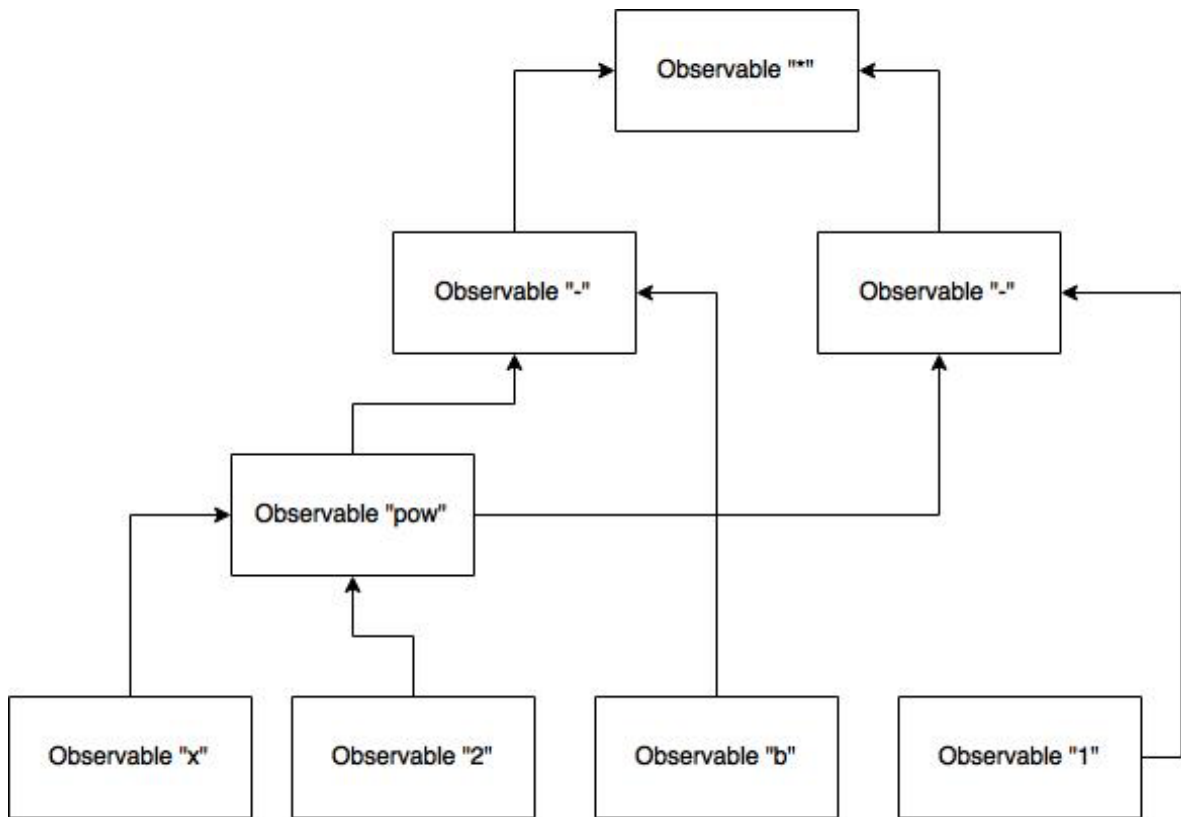 Observable "*"
Observable "-"
Observable "-"
Observable "pow"
Observable "x"
Observable "2"
Observable "b"
Observable "1"